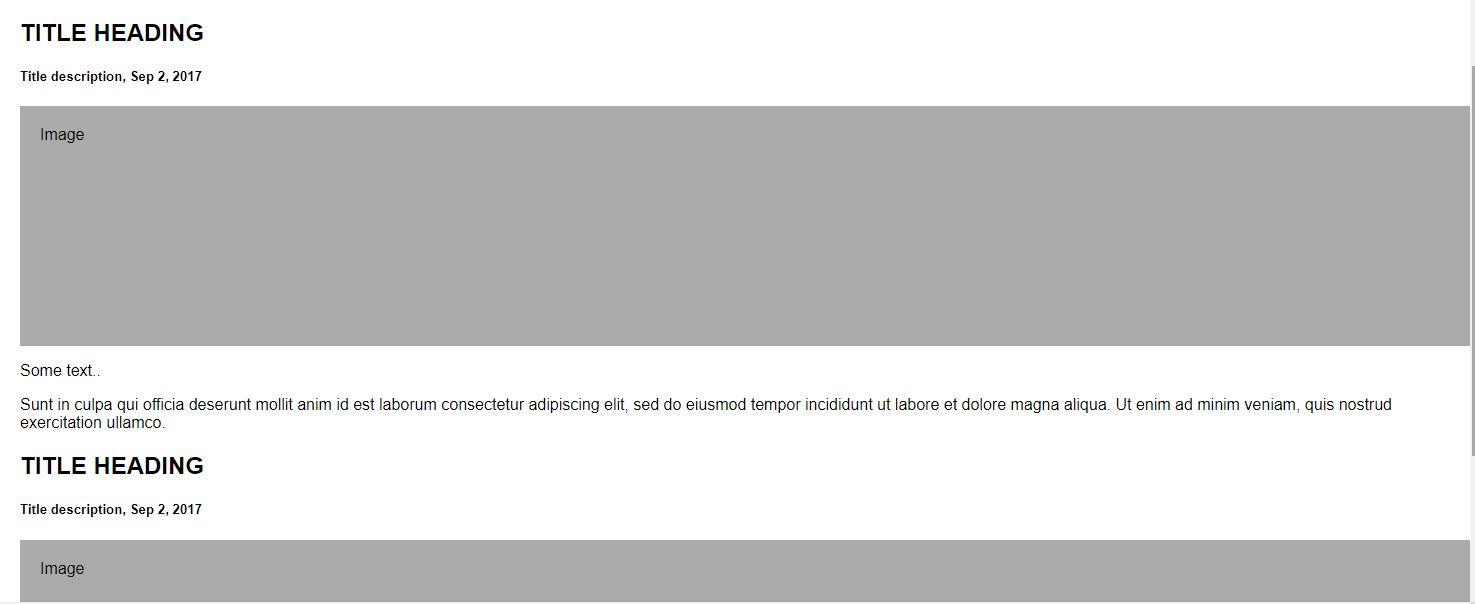 TITLE HEADING
Title description, Sep 2, 2017
Image
Some text..
Sunt in culpa qui officia deserunt mollit anim id est laborum consectetur adipiscing elit, sed do eiusmod tempor incididunt ut labore et dolore magna aliqua. Ut enim ad minim veniam, quis nostrud
exercitation ullamco.
TITLE HEADING
Title description, Sep 2, 2017
Image